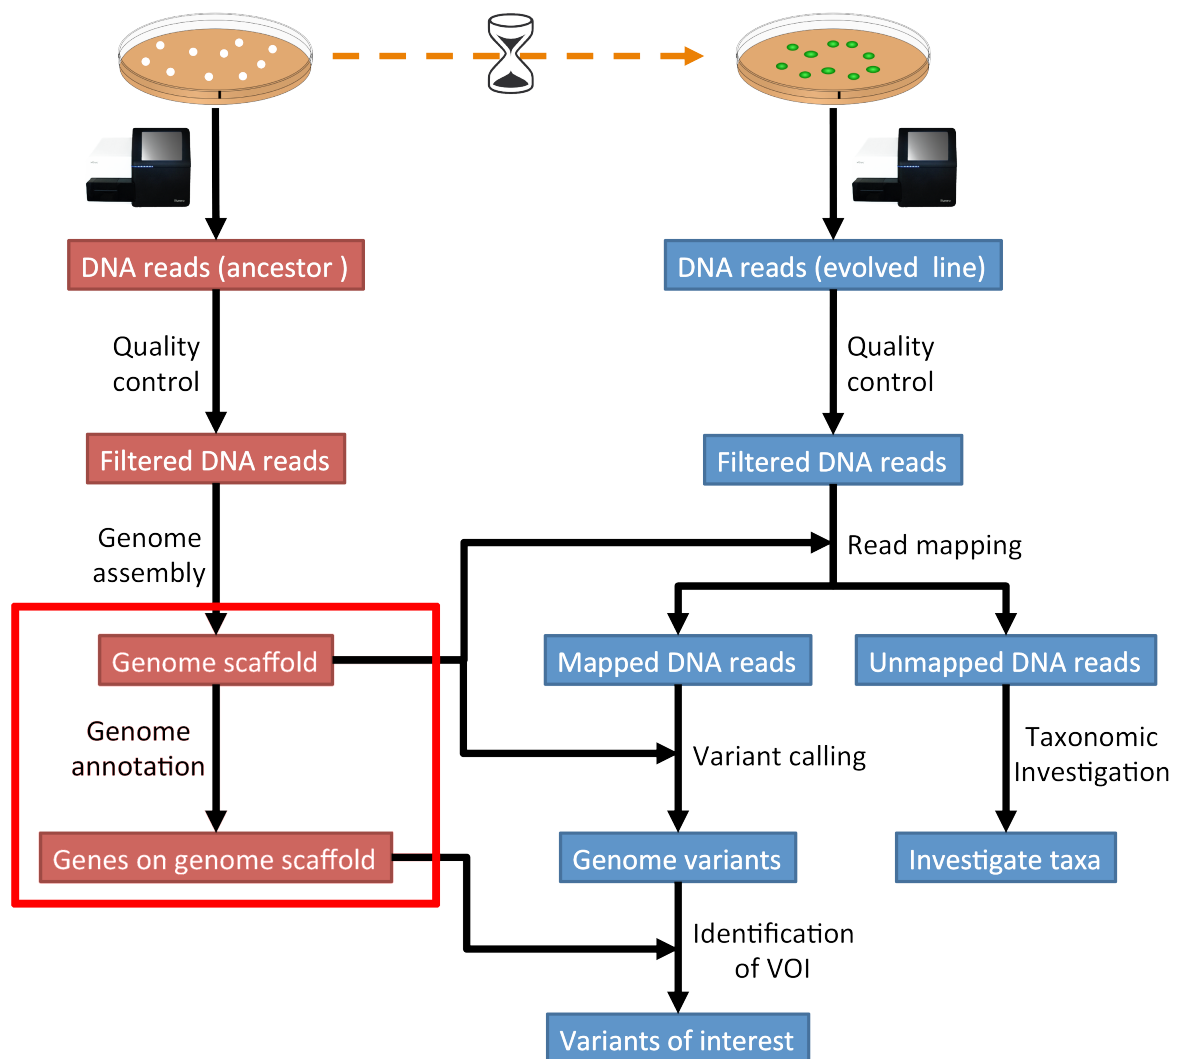 DNA reads (ancestor )
DNA reads (evolved  line)
Quality
control
Quality
control
Filtered DNA reads
Filtered DNA reads
Genome
assembly
Read mapping
Genome scaffold
Mapped DNA reads
Unmapped DNA reads
Genome
annotation
Variant calling
Taxonomic
Investigation
Genes on genome scaffold
Genome variants
Investigate taxa
Identification
of VOI
Variants of interest